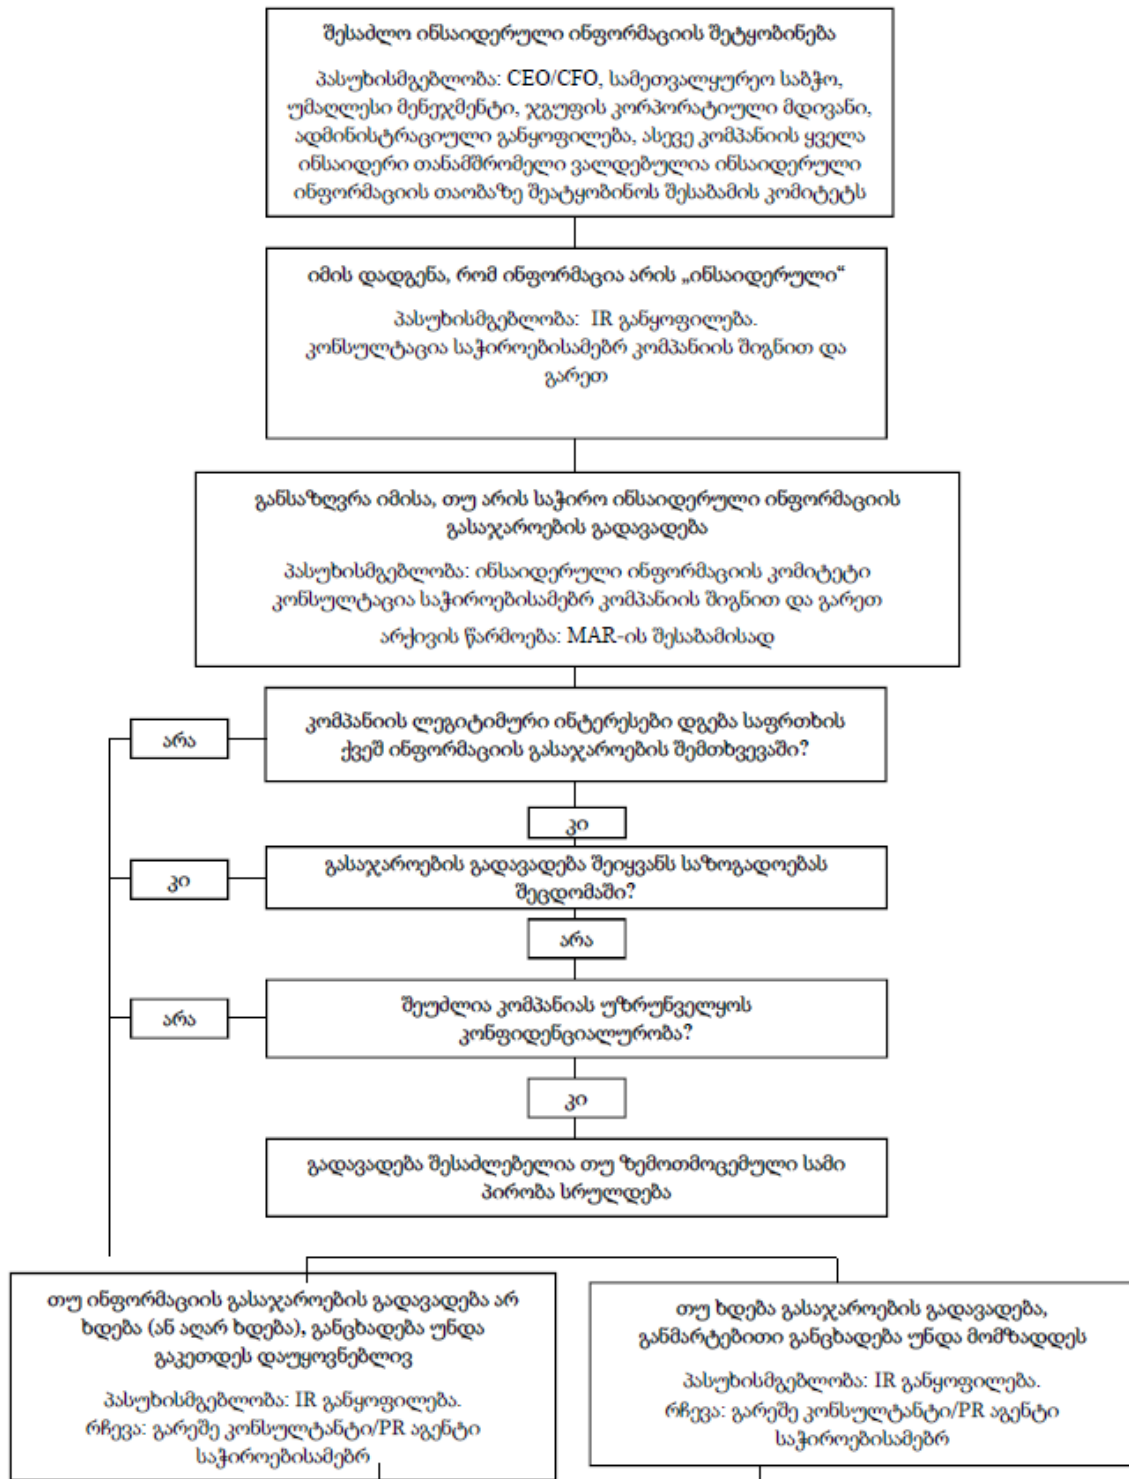 შესაძლო ინსაიდერული ინფორმაციის შეტყობინება
პასუხისმგებლობა: CEO/CFO, სამეთვალყურეო საბჭო,
უმაღლესი მენეჯმენტი, ჯგუფის კორპორატიული მდივანი,
ადმინისტრაციული განყოფილება, ასევე კომპანიის ყველა
ინსაიდერი თანამშრომელი ვალდებულია ინსაიდერული
ინფორმაციის თაობაზე შეატყობინოს შესაბამის კომიტეტს
იმის დადგენა, რომ ინფორმაცია არის „ინსაიდერული“
პასუხისმგებლობა: IR განყოფილება.
კონსულტაცია საჭიროებისამებრ კომპანიის შიგნით და
გარეთ
განსაზღვრა იმისა, თუ არის საჭირო ინსაიდერული ინფორმაციის
გასაჯაროების გადავადება
პასუხისმგებლობა: ინსაიდერული ინფორმაციის კომიტეტი
კონსულტაცია საჭიროებისამებრ კომპანიის შიგნით და გარეთ
არქივის წარმოება: MAR-ის შესაბამისად
კომპანიის ლეგიტიმური ინტერესები დგება საფრთხის
ქვეშ ინფორმაციის გასაჯაროების შემთხვევაში?
არა
კი
გასაჯაროების გადავადება შეიყვანს საზოგადოებას
შეცდომაში?
კი
არა
შეუძლია კომპანიას უზრუნველყოს
კონფიდენციალურობა?
არა
კი
გადავადება შესაძლებელია თუ ზემოთმოცემული სამი
პირობა სრულდება
თუ ინფორმაციის გასაჯაროების გადავადება არ
ხდება (ან აღარ ხდება), განცხადება უნდა
გაკეთდეს დაუყოვნებლივ
პასუხისმგებლობა: IR განყოფილება.
რჩევა: გარეშე კონსულტანტი/PR აგენტი
საჭიროებისამებრ
თუ ხდება გასაჯაროების გადავადება,
განმარტებითი განცხადება უნდა მომზადდეს
პასუხისმგებლობა: IR განყოფილება.
რჩევა: გარეშე კონსულტანტი/PR აგენტი
საჭიროებისამებრ